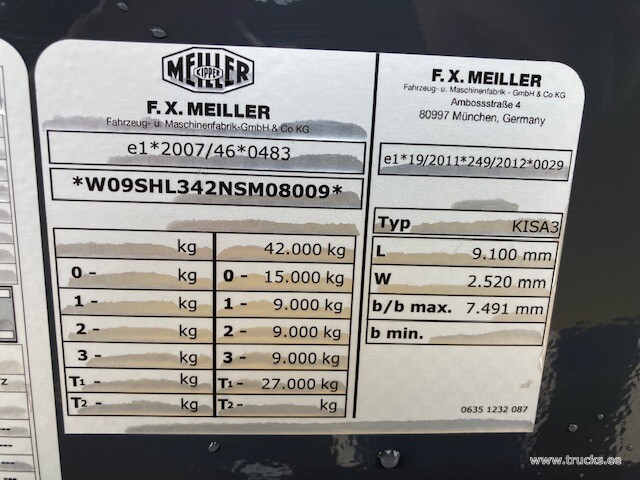 MEILLER
KIPPER
F. X. MEILLER
Fahrzeug- u. Maschinenfabrik-GmbH & Co KG
e1*2007/46*0483
*W09SHL342NSM08009*
kg 42.000 kg
0 - kg 0 - 15.000 kg
1 - kg 1 - 9.000 kg
2 - kg 2 - 9.000 kg
3 - kg 3 - 9.000 kg
T1 - kg T1 - 27.000 kg
T2 - kg T2 - kg
F. X. MEILLER
Fahrzeug- u. Maschinenfabrik - GmbH & Co KG
Ambossstraße 4
80997 München, Germany
e1*19/2011*249/2012*0029
Typ KISA3
L 9.100 mm
W 2.520 mm
b/b max. 7.491 mm
b min.
0635 1232 087
www.trucks.ee